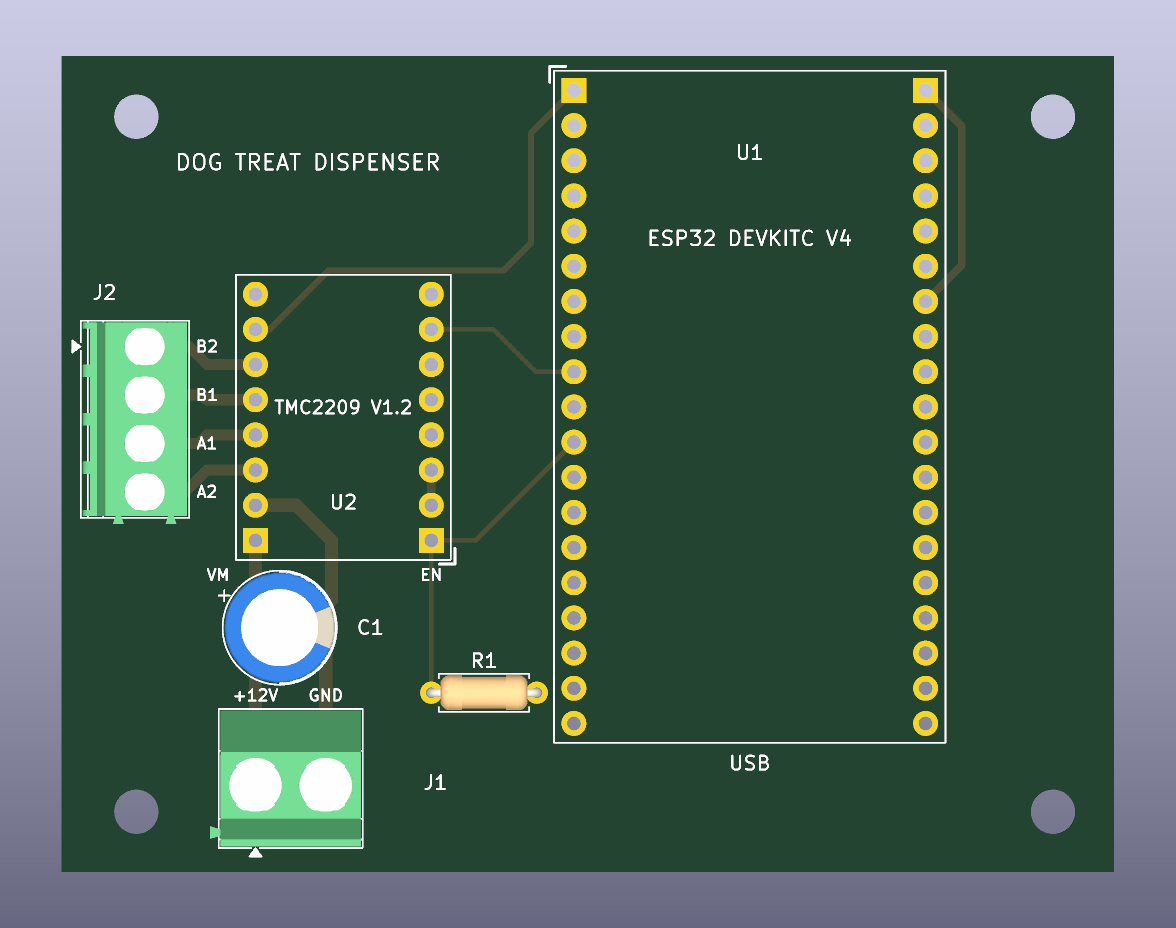 U1
DOG TREAT DISPENSER
ESP32 DEVKITC V4
J2
B2
B1
TMC2209 V1.2
A1
A2
U2
VM
EN
+
C1
R1
+12V
GND
USB
J1